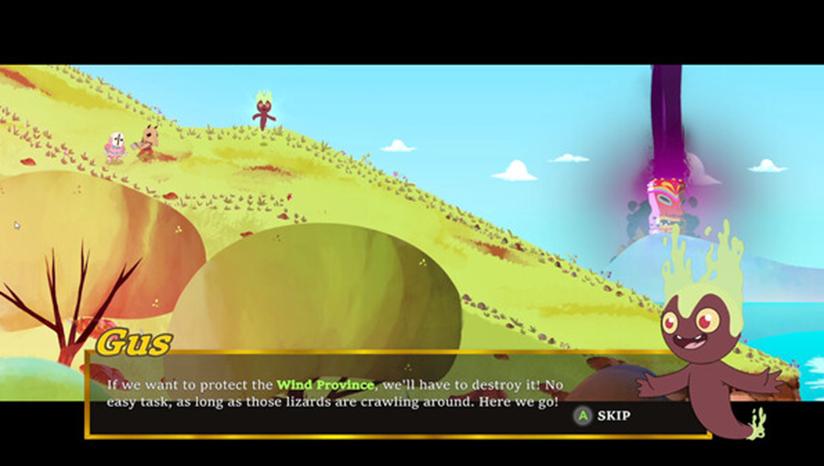 Gus
If we want to protect the Wind Province, we'll have to destroy it! No
easy task, as long as those lizards are crawling around. Here we go!
A SKIP